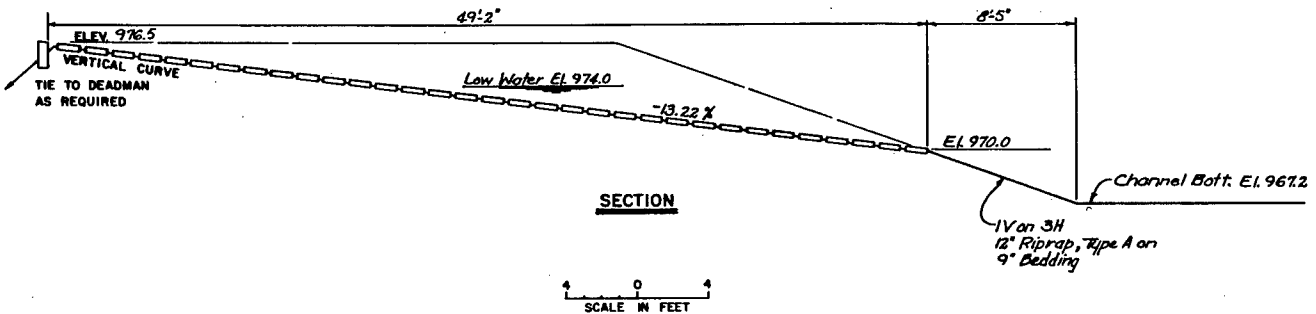 49'-2"
8'-5"
ELEV. 976.5
VERTICAL CURVE
TIE TO DEADMAN
AS REQUIRED
Low Water El. 974.0
-13.22 %
El. 970.0
Channel Bott. El. 967.2
SECTION
1V on 3H
12" Riprap, Type A on
9" Bedding
4 0 4
SCALE IN FEET